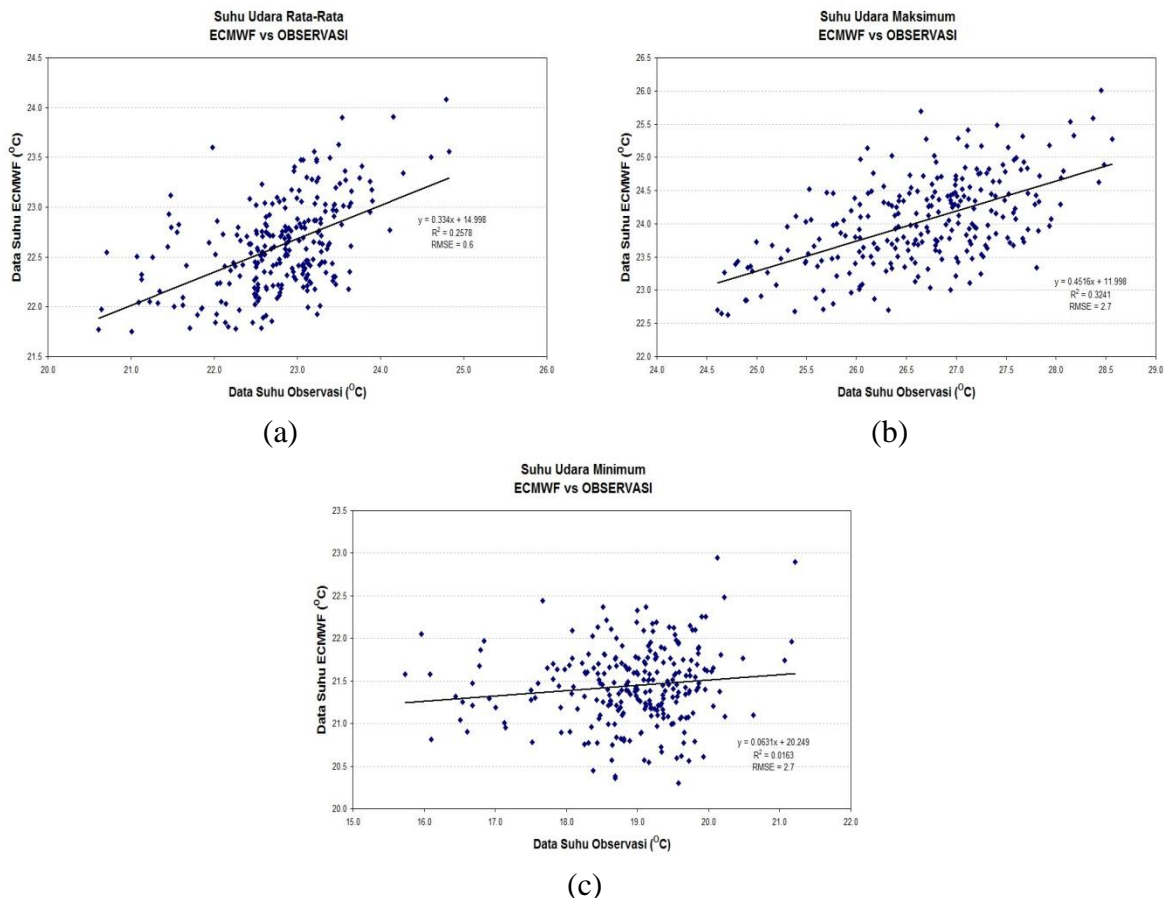 Suhu Udara Rata-Rata
ECMWF vs OBSERVASI
Data Suhu ECMWF (⁰C)
24.5
24.0
23.5
23.0
22.5
22.0
21.5
y = 0.334x + 14.998
R² = 0.2578
RMSE = 0.6
20.0 21.0 22.0 23.0 24.0 25.0 26.0
Data Suhu Observasi (⁰C)
(a)
Suhu Udara Maksimum
ECMWF vs OBSERVASI
Data Suhu ECMWF (⁰C)
26.5
26.0
25.5
25.0
24.5
24.0
23.5
23.0
22.5
22.0
y = 0.4516x + 11.998
R² = 0.3241
RMSE = 2.7
24.0 24.5 25.0 25.5 26.0 26.5 27.0 27.5 28.0 28.5 29.0
Data Suhu Observasi (⁰C)
(b)
Suhu Udara Minimum
ECMWF vs OBSERVASI
Data Suhu ECMWF (⁰C)
23.5
23.0
22.5
22.0
21.5
21.0
20.5
20.0
y = 0.0631x + 20.249
R² = 0.0163
RMSE = 2.7
15.0 16.0 17.0 18.0 19.0 20.0 21.0 22.0
Data Suhu Observasi (⁰C)
(c)